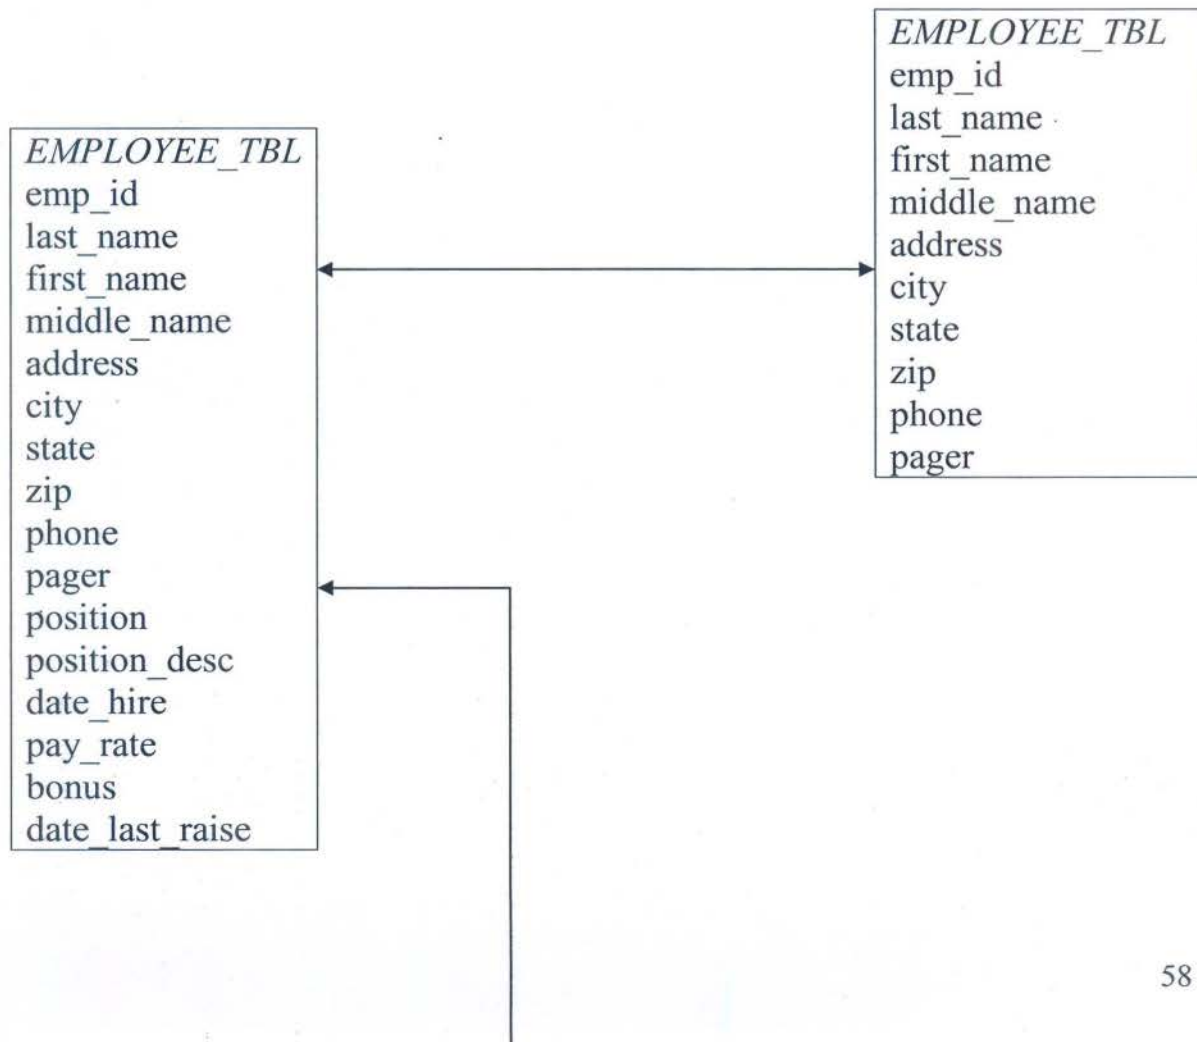 EMPLOYEE_TBL
emp_id
last_name
first_name
middle_name
address
city
state
zip
phone
pager
position
position_desc
date_hire
pay_rate
bonus
date_last_raise
EMPLOYEE_TBL
emp_id
last_name
first_name
middle_name
address
city
state
zip
phone
pager
58